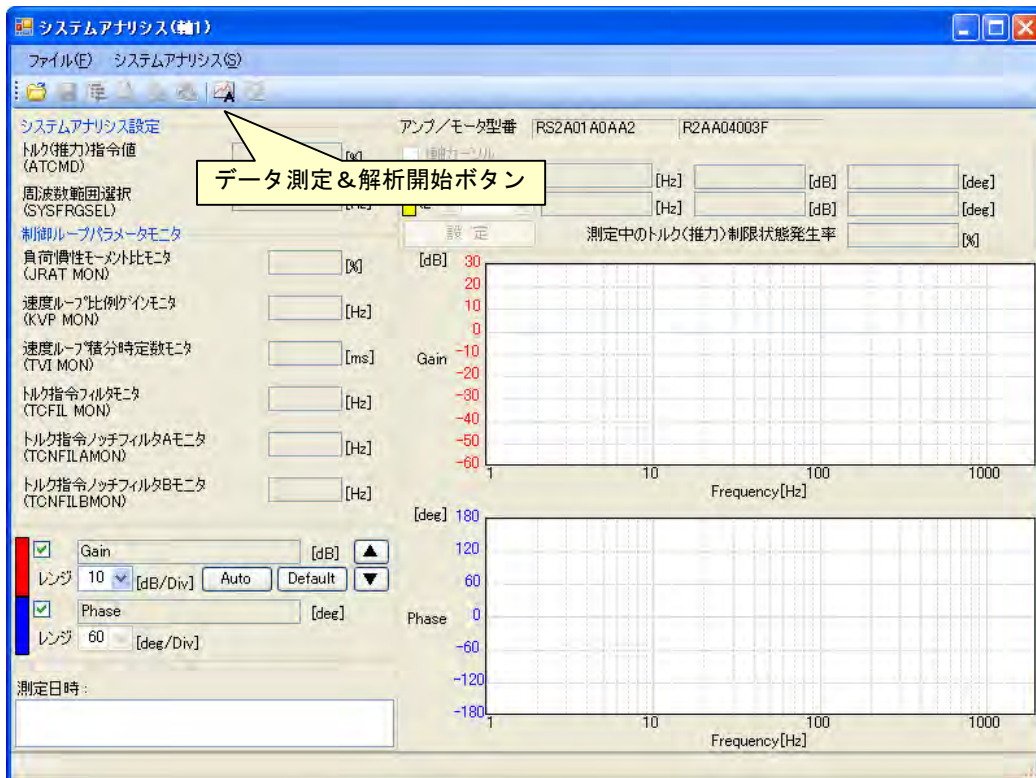 システムアナリシス(軸1)
ファイル(F) システムアナリシス(S)
システムアナリシス設定
トルク(推力)指令値
(ATCMD)
[%]
周波数範囲選択
(SYSFRGSEL)
データ測定&解析開始ボタン
制御ループパラメータモニタ
負荷慣性モーメント比モニタ
(JRAT MON)
[%]
速度ループ比例ゲインモニタ
(KVP MON)
[Hz]
速度ループ積分時定数モニタ
(TVI MON)
[ms]
トルク指令フィルタモニタ
(TCFIL MON)
[Hz]
トルク指令ノッチフィルタAモニタ
(TCNFILAMON)
[Hz]
トルク指令ノッチフィルタBモニタ
(TCNFILBMON)
[Hz]
Gain [dB] ▲
レンジ 10 [dB/Div] Auto Default ▼
Phase [deg]
レンジ 60 [deg/Div]
測定日時:
アンプ/モータ型番 RS2A01A0AA2 R2AA04003F
縦カーソル
[Hz] [dB] [deg]
[Hz] [dB] [deg]
設 定 測定中のトルク(推力)制限状態発生率 [%]
[dB] 30
20
10
0
Gain -10
-20
-30
-40
-50
-60
1 10 100 1000
Frequency[Hz]
[deg] 180
120
60
Phase 0
-60
-120
-180
1 10 100 1000
Frequency[Hz]